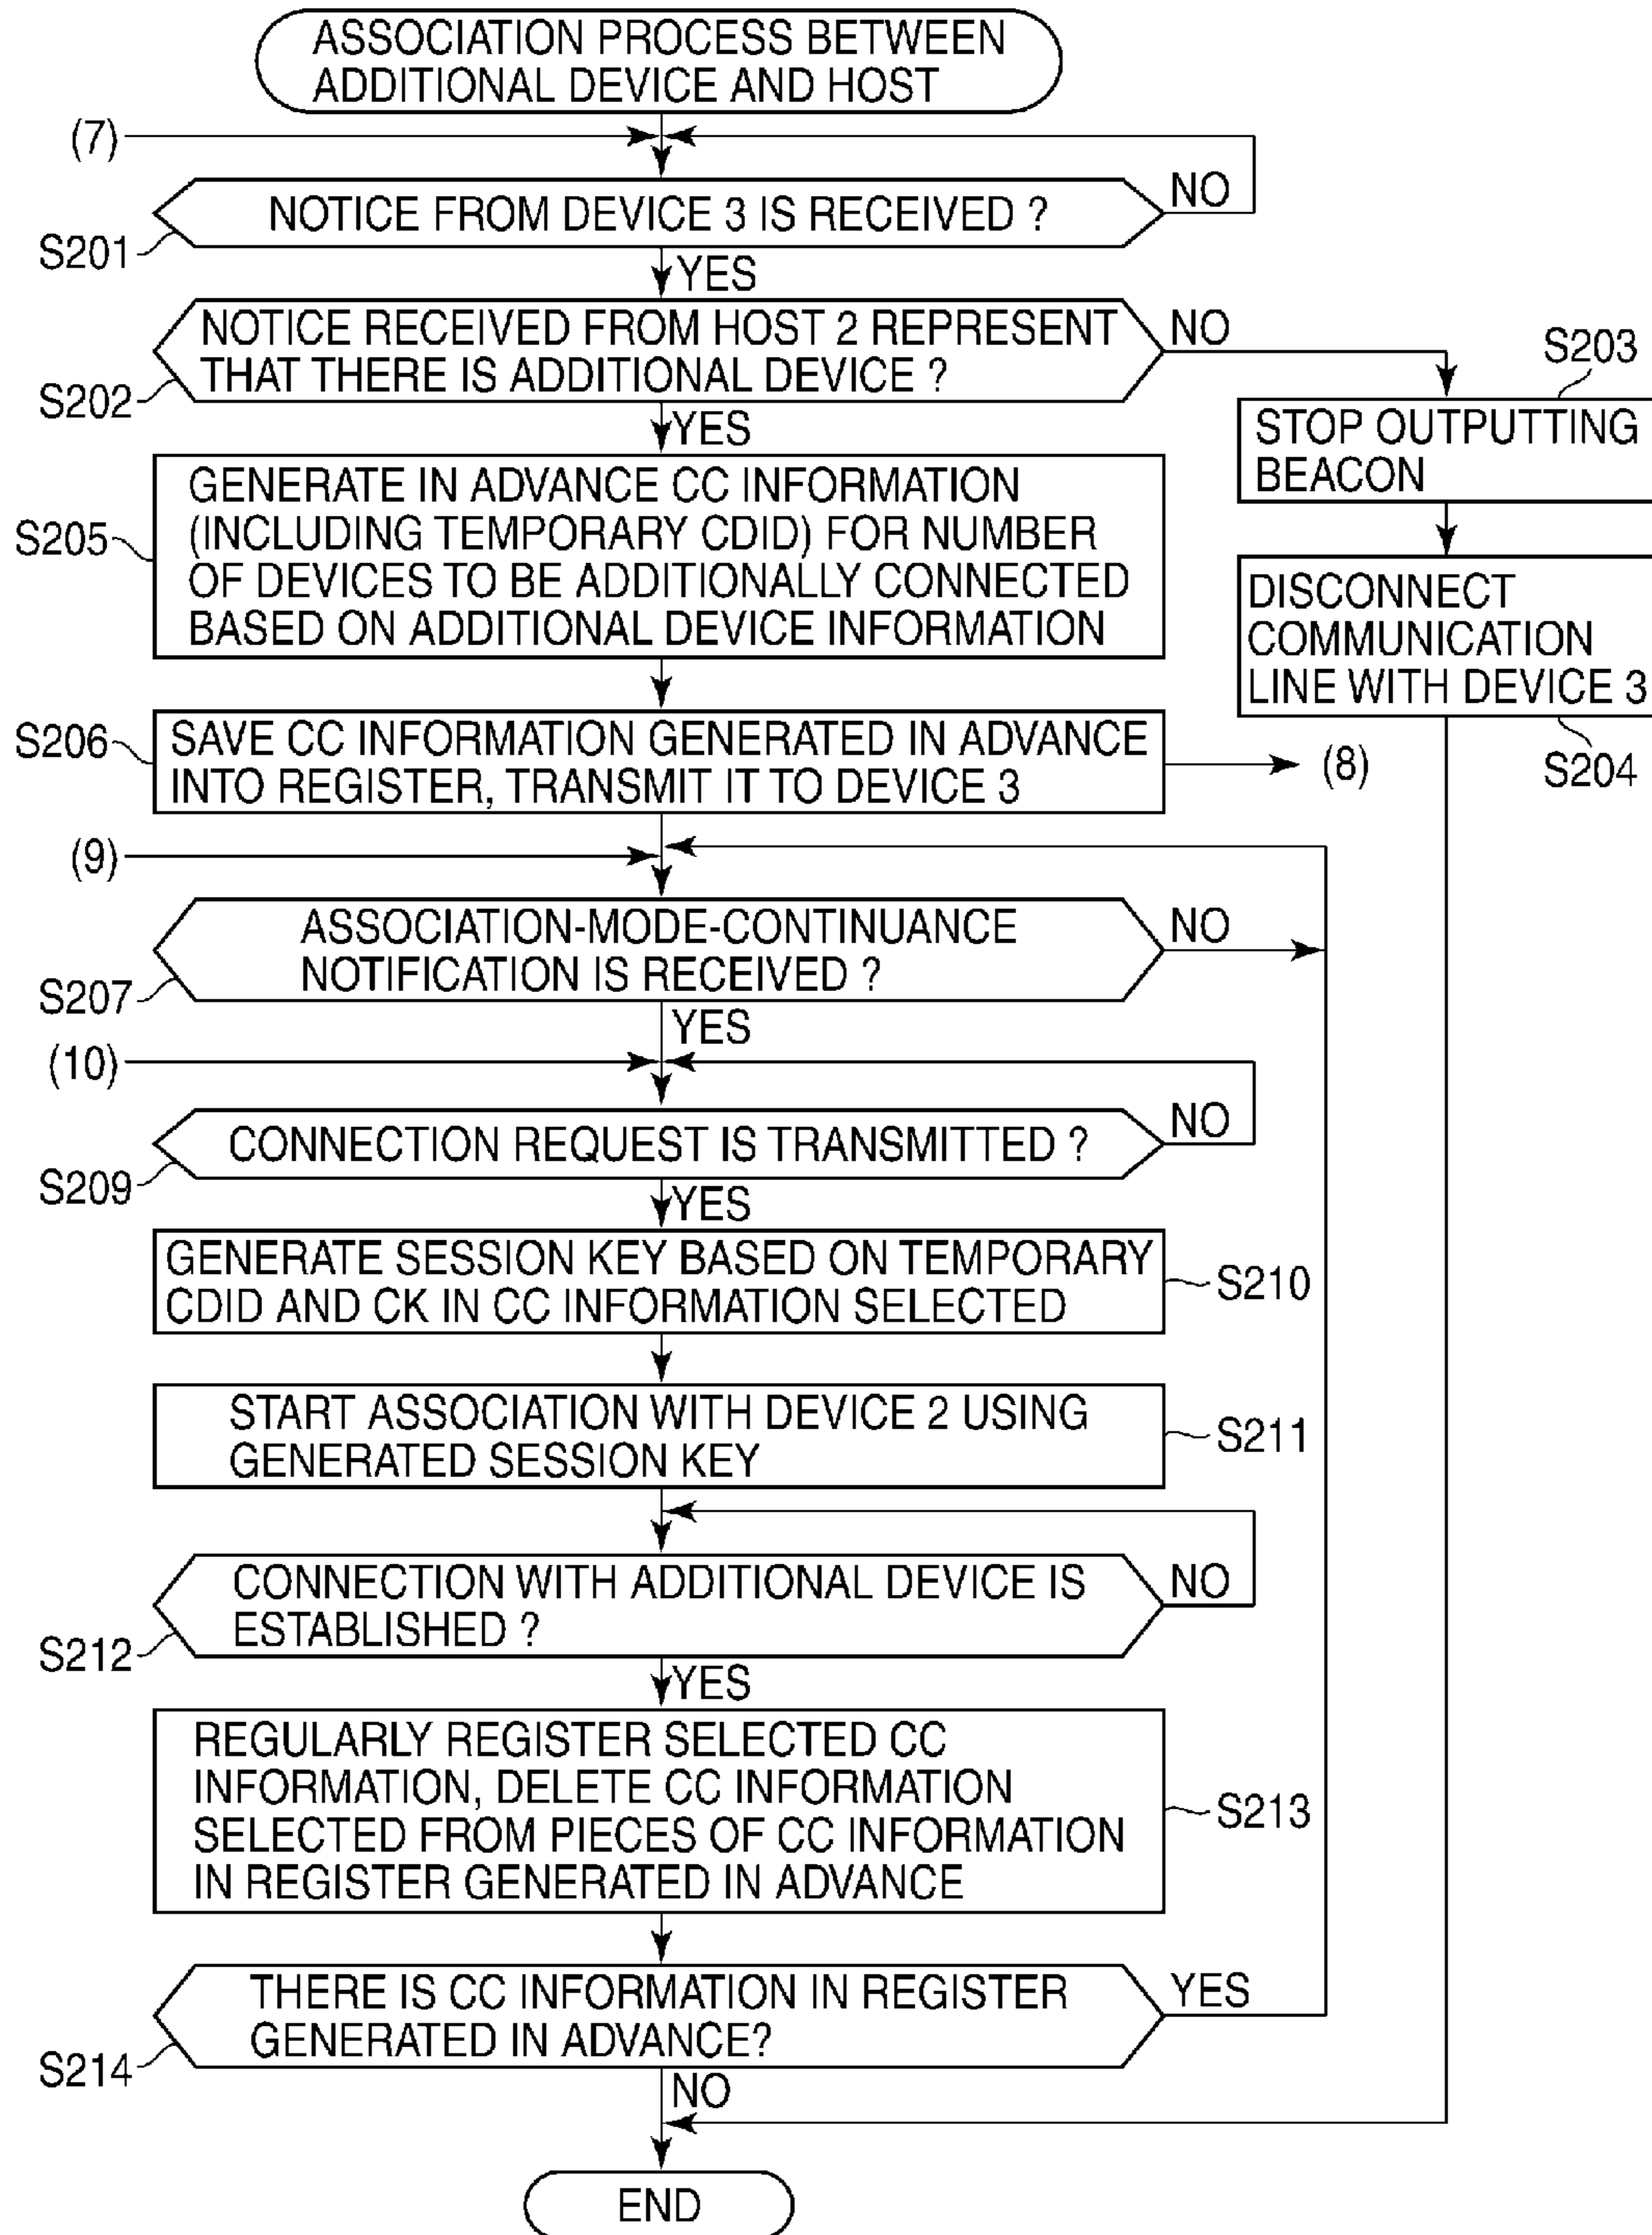 ASSOCIATION PROCESS BETWEEN
ADDITIONAL DEVICE AND HOST
(7)
NOTICE FROM DEVICE 3 IS RECEIVED ?
NO
S201
YES
NOTICE RECEIVED FROM HOST 2 REPRESENT
THAT THERE IS ADDITIONAL DEVICE ?
NO
S202
S203
STOP OUTPUTTING
BEACON
YES
GENERATE IN ADVANCE CC INFORMATION
(INCLUDING TEMPORARY CDID) FOR NUMBER
OF DEVICES TO BE ADDITIONALLY CONNECTED
BASED ON ADDITIONAL DEVICE INFORMATION
S205
DISCONNECT
COMMUNICATION
LINE WITH DEVICE 3
S204
S206
SAVE CC INFORMATION GENERATED IN ADVANCE
INTO REGISTER, TRANSMIT IT TO DEVICE 3
(8)
(9)
ASSOCIATION-MODE-CONTINUANCE
NOTIFICATION IS RECEIVED ?
NO
S207
YES
(10)
CONNECTION REQUEST IS TRANSMITTED ?
NO
S209
YES
GENERATE SESSION KEY BASED ON TEMPORARY
CDID AND CK IN CC INFORMATION SELECTED
S210
START ASSOCIATION WITH DEVICE 2 USING
GENERATED SESSION KEY
S211
CONNECTION WITH ADDITIONAL DEVICE IS
ESTABLISHED ?
NO
S212
YES
REGULARLY REGISTER SELECTED CC
INFORMATION, DELETE CC INFORMATION
SELECTED FROM PIECES OF CC INFORMATION
IN REGISTER GENERATED IN ADVANCE
S213
THERE IS CC INFORMATION IN REGISTER
GENERATED IN ADVANCE?
YES
S214
NO
END